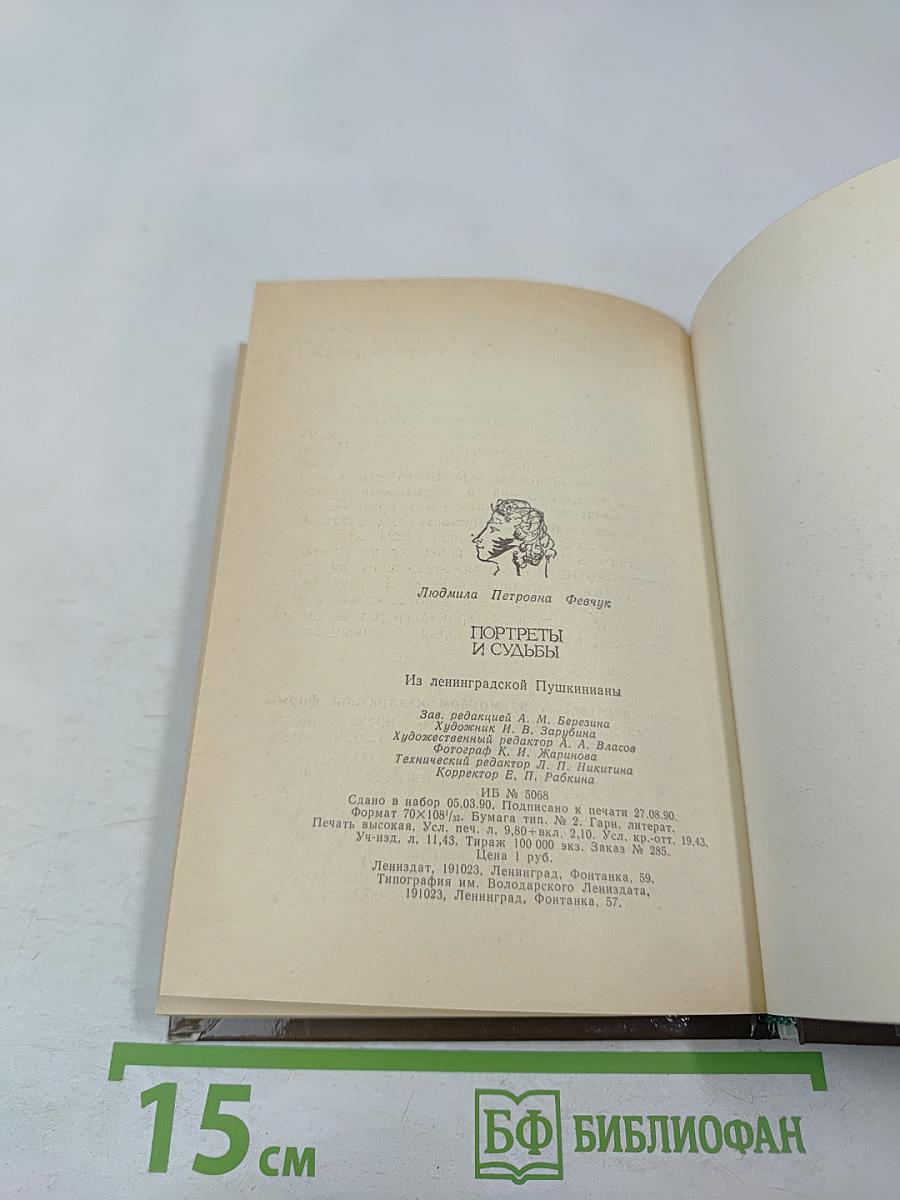 Людмила Петровна Февчук
ПОРТРЕТЫ
И СУДЬБЫ
Из ленинградской Пушкинианы
Зав. редакцией А. М. Березина
Художник И. В. Зарубина
Художественный редактор А. А. Власов
Фотограф К. И. Жаринова
Технический редактор Л. П. Никитина
Корректор Е. П. Рабкина
ИБ № 5068
Сдано в набор 05.03.90. Подписано к печати 27.08.90.
Формат 70×108¹/₃₂. Бумага тип. № 2. Гарн. литерат.
Печать высокая. Усл. печ. л. 9,80+вкл. 2,10. Усл. кр.-отт. 19,43.
Уч-изд. л. 11,43. Тираж 100 000 экз. Заказ № 285.
Цена 1 руб.
Лениздат, 191023, Ленинград, Фонтанка, 59.
Типография им. Володарского Лениздата,
191023, Ленинград, Фонтанка, 57.
15 см
БФ БИБЛИОФАН